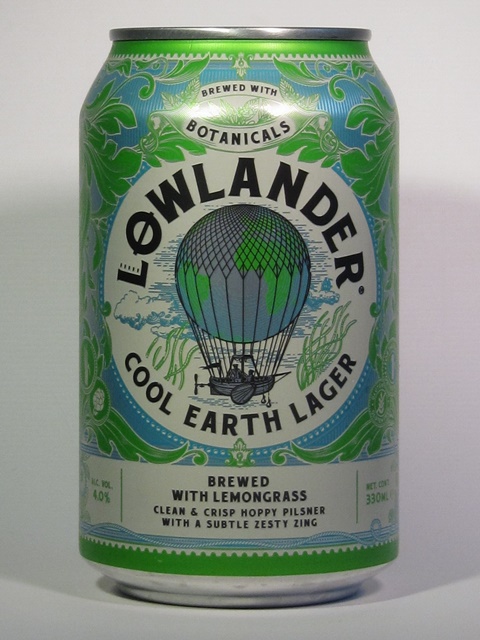 BREWED WITH
BOTANICALS
LØWLANDER
COOL EARTH LAGER
BREWED
WITH LEMONGRASS
CLEAN & CRISP HOPPY PILSNER
WITH A SUBTLE ZESTY ZING
ALC. VOL.
4.0%
NET. CONT.
330ML